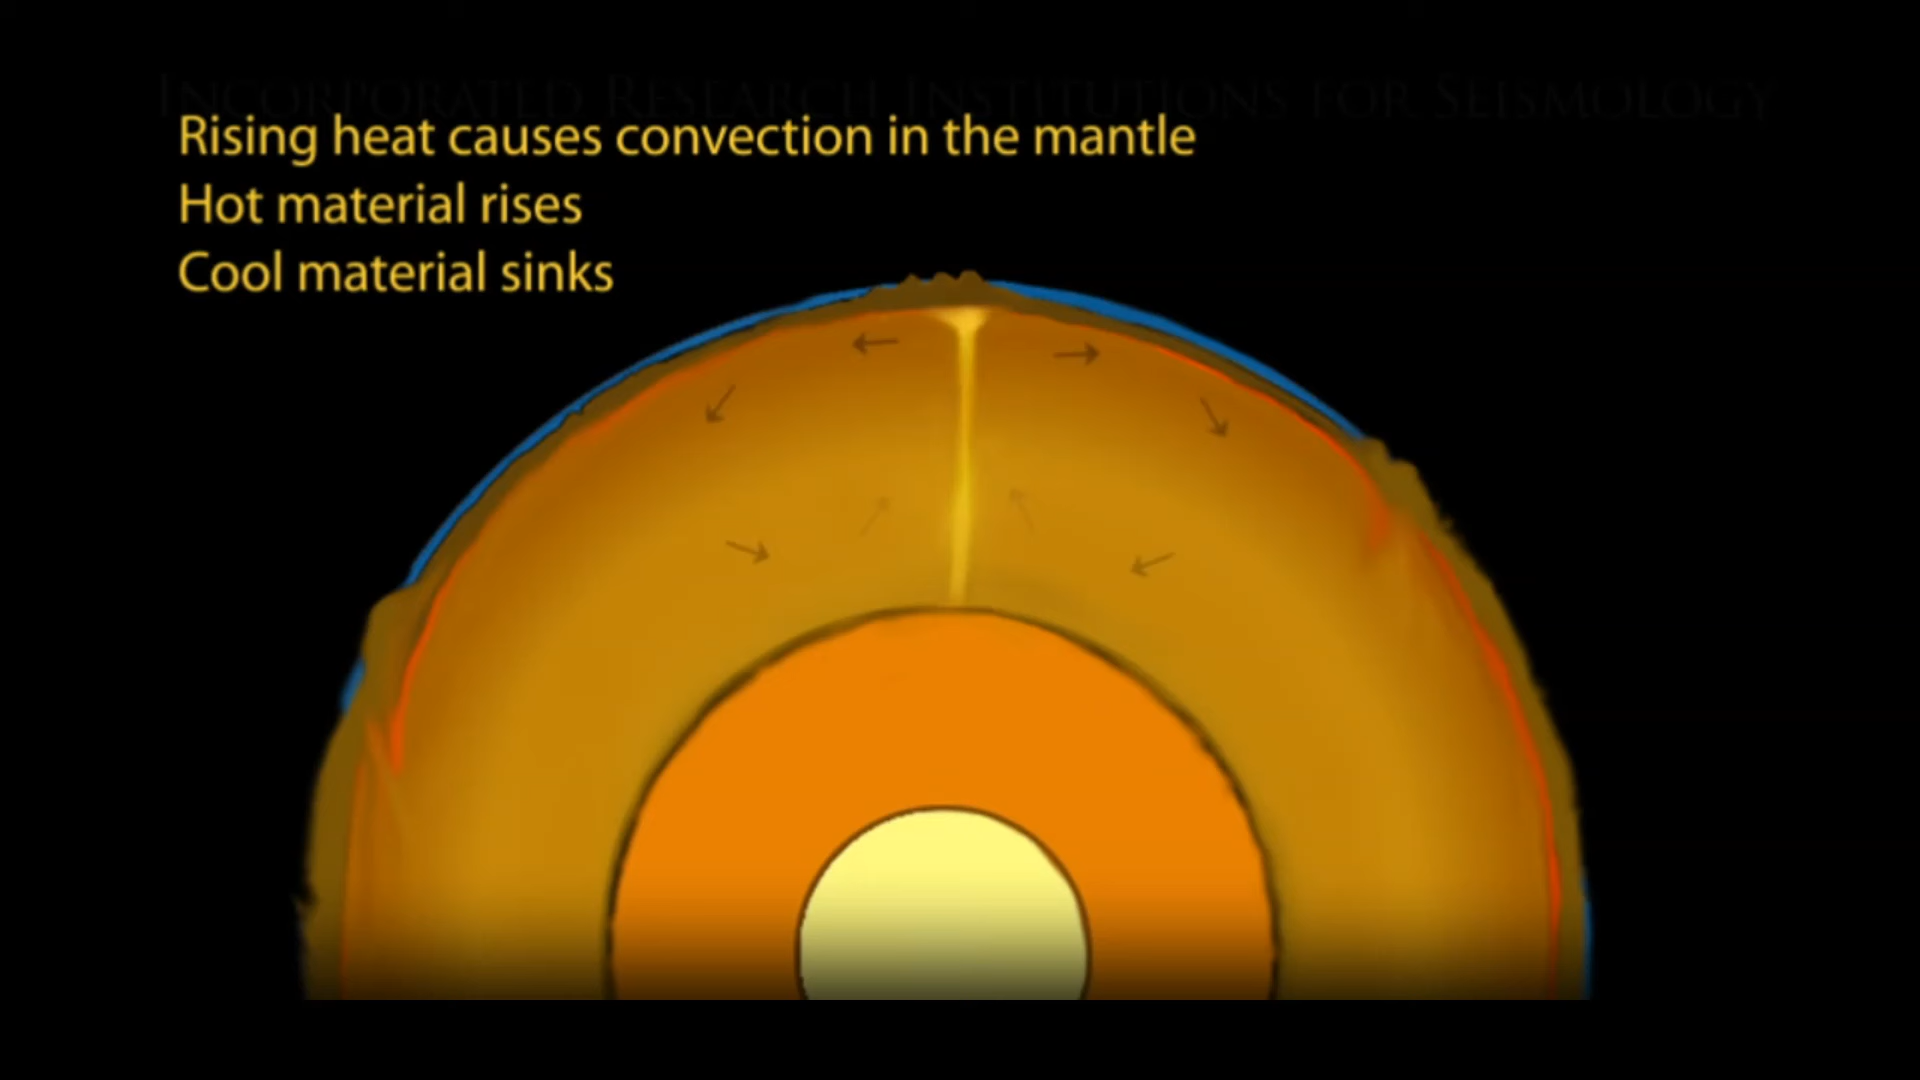 INCORPORATED RESEARCH INSTITUTIONS FOR SEISMOLOGY
Rising heat causes convection in the mantle
Hot material rises
Cool material sinks